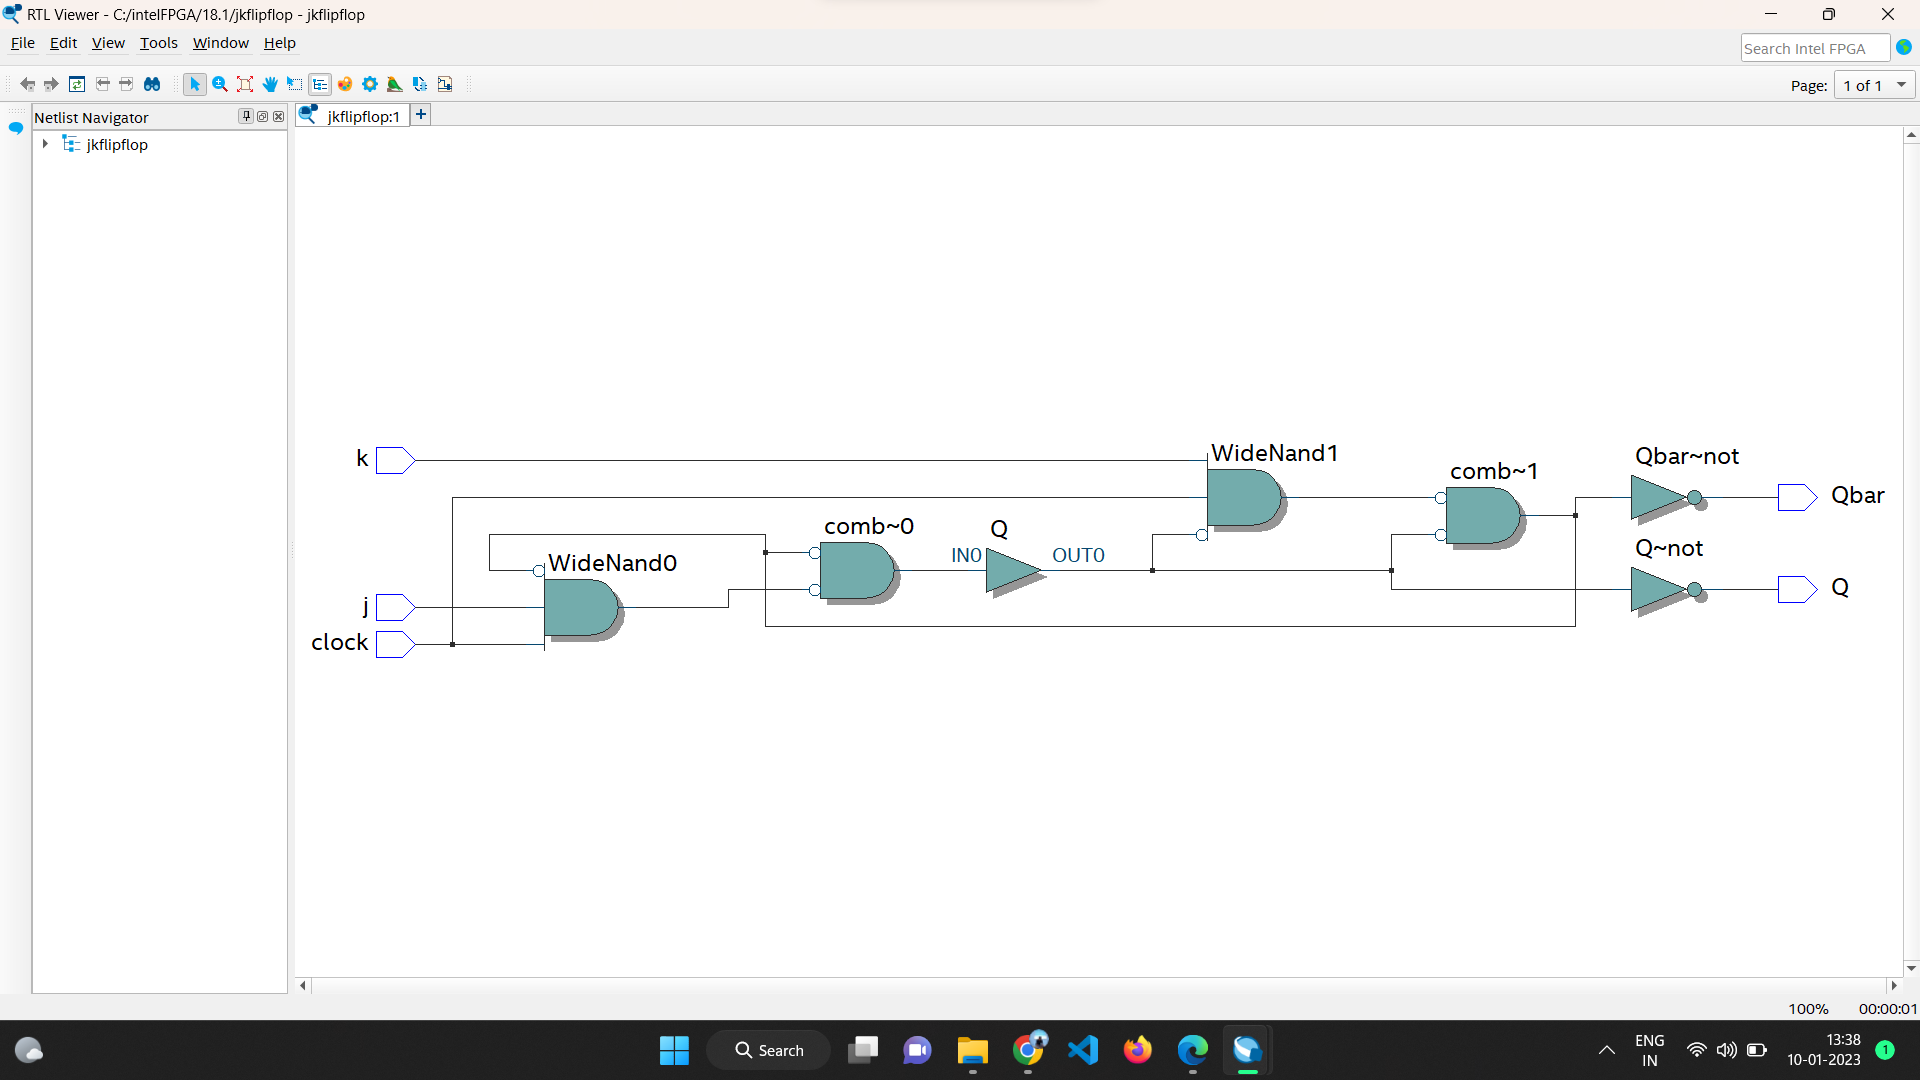 RTL Viewer - C:/intelFPGA/18.1/jkflipflop - jkflipflop
File Edit View Tools Window Help
Search Intel FPGA
Page: 1 of 1
Netlist Navigator
jkflipflop:1
jkflipflop
k
WideNand1
Qbar~not
comb~1
Qbar
comb~0
Q
IN0
OUT0
Q~not
WideNand0
Q
j
clock
100% 00:00:01
Search
ENG
IN
13:38
10-01-2023
1